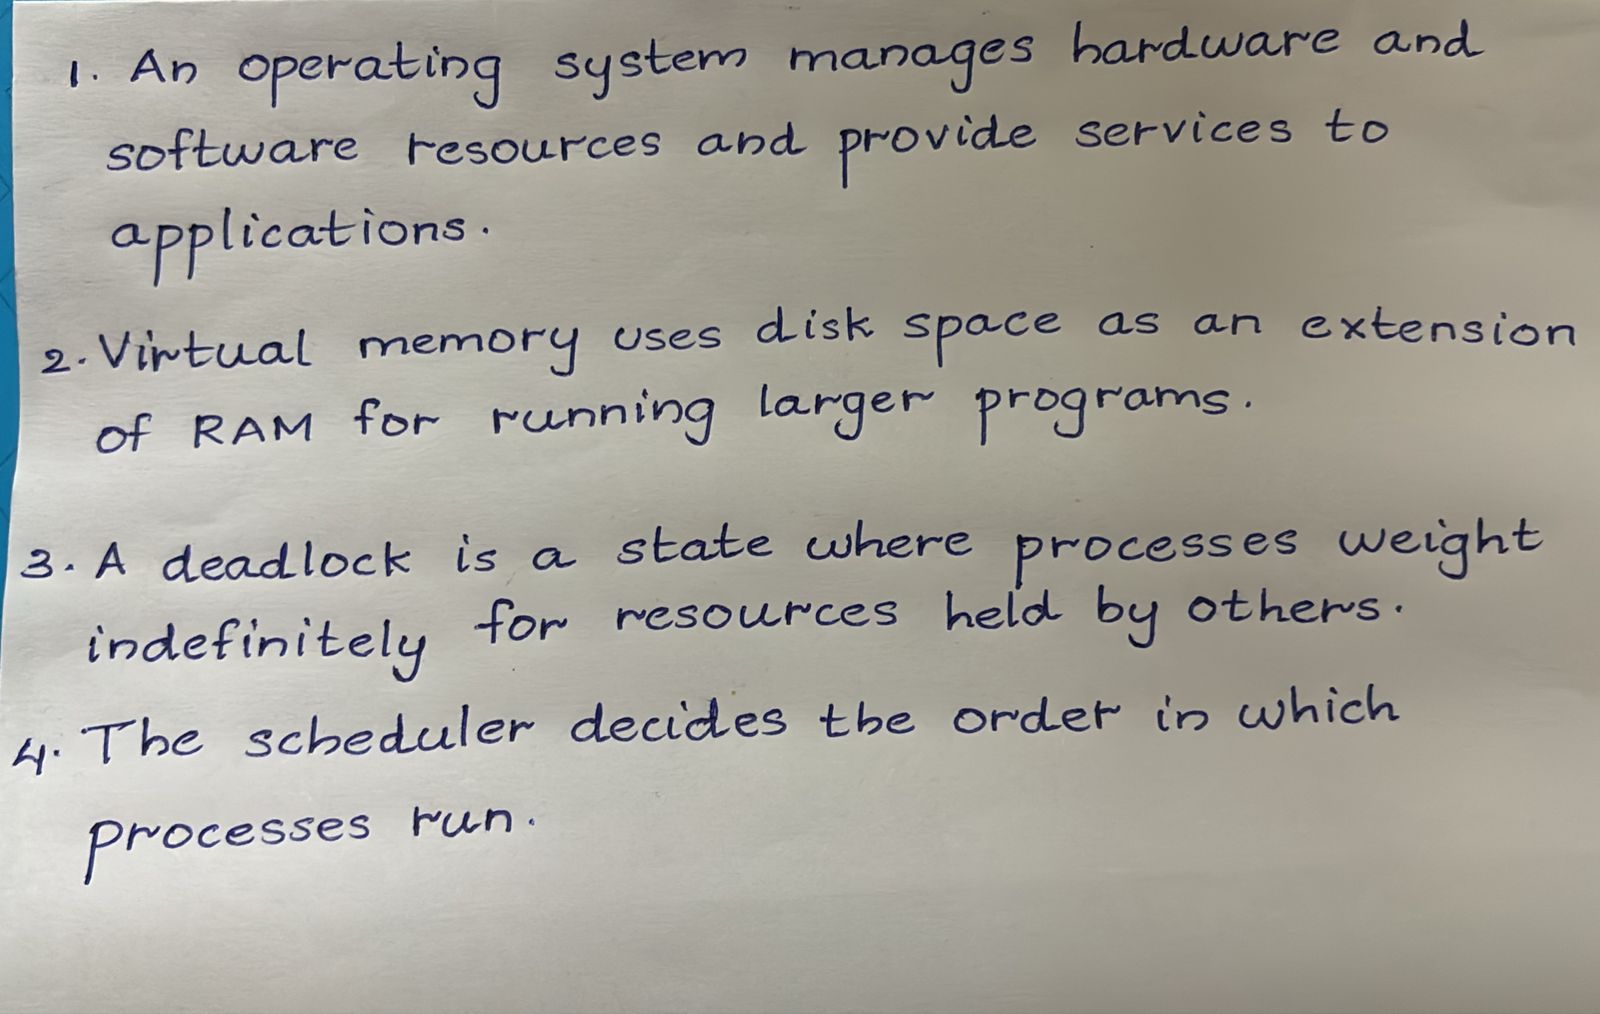 1. An operating system manages hardware and
software resources and provide services to
applications.
2. Virtual memory uses disk space as an extension
of RAM for running larger programs.
3. A deadlock is a state where processes weight
indefinitely for resources held by others.
4. The scheduler decides the order in which
processes run.